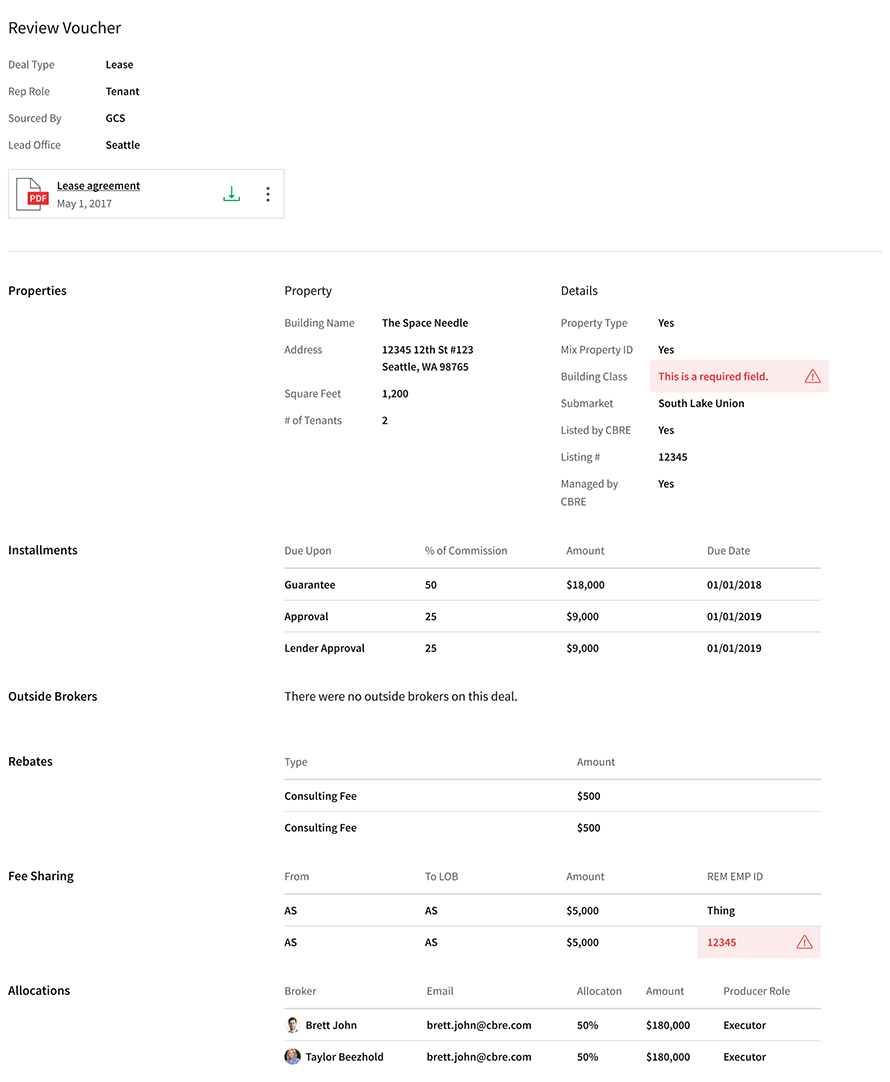 Review Voucher
Deal Type Lease
Rep Role Tenant
Sourced By GCS
Lead Office Seattle
PDF
Lease agreement
May 1, 2017
Properties
Property
Building Name The Space Needle
Address 12345 12th St #123
Seattle, WA 98765
Square Feet 1,200
# of Tenants 2
Details
Property Type Yes
Mix Property ID Yes
Building Class This is a required field.
Submarket South Lake Union
Listed by CBRE Yes
Listing # 12345
Managed by Yes
CBRE
Installments
Due Upon % of Commission Amount Due Date
Guarantee 50 $18,000 01/01/2018
Approval 25 $9,000 01/01/2019
Lender Approval 25 $9,000 01/01/2019
Outside Brokers There were no outside brokers on this deal.
Rebates
Type Amount
Consulting Fee $500
Consulting Fee $500
Fee Sharing
From To LOB Amount REM EMP ID
AS AS $5,000 Thing
AS AS $5,000 12345
Allocations
Broker Email Allocaton Amount Producer Role
Brett John brett.john@cbre.com 50% $180,000 Executor
Taylor Beezhold brett.john@cbre.com 50% $180,000 Executor